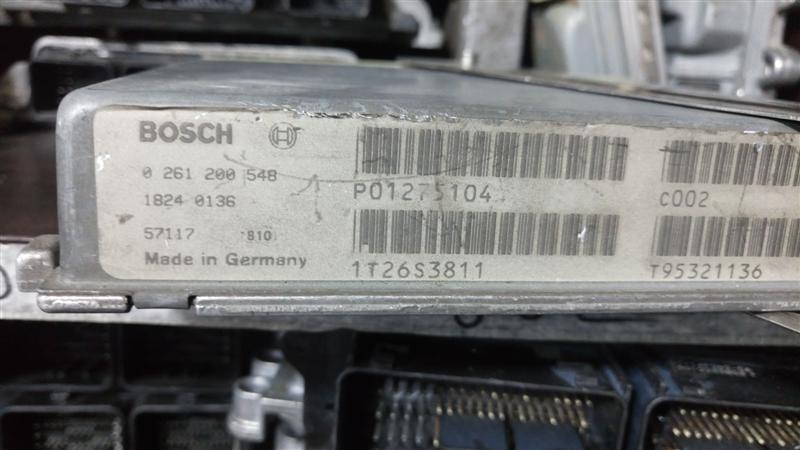 BOSCH
0 261 200 548
1824 0136
57117 810
Made in Germany
P01275104
C002
1T26S3811
T95321136